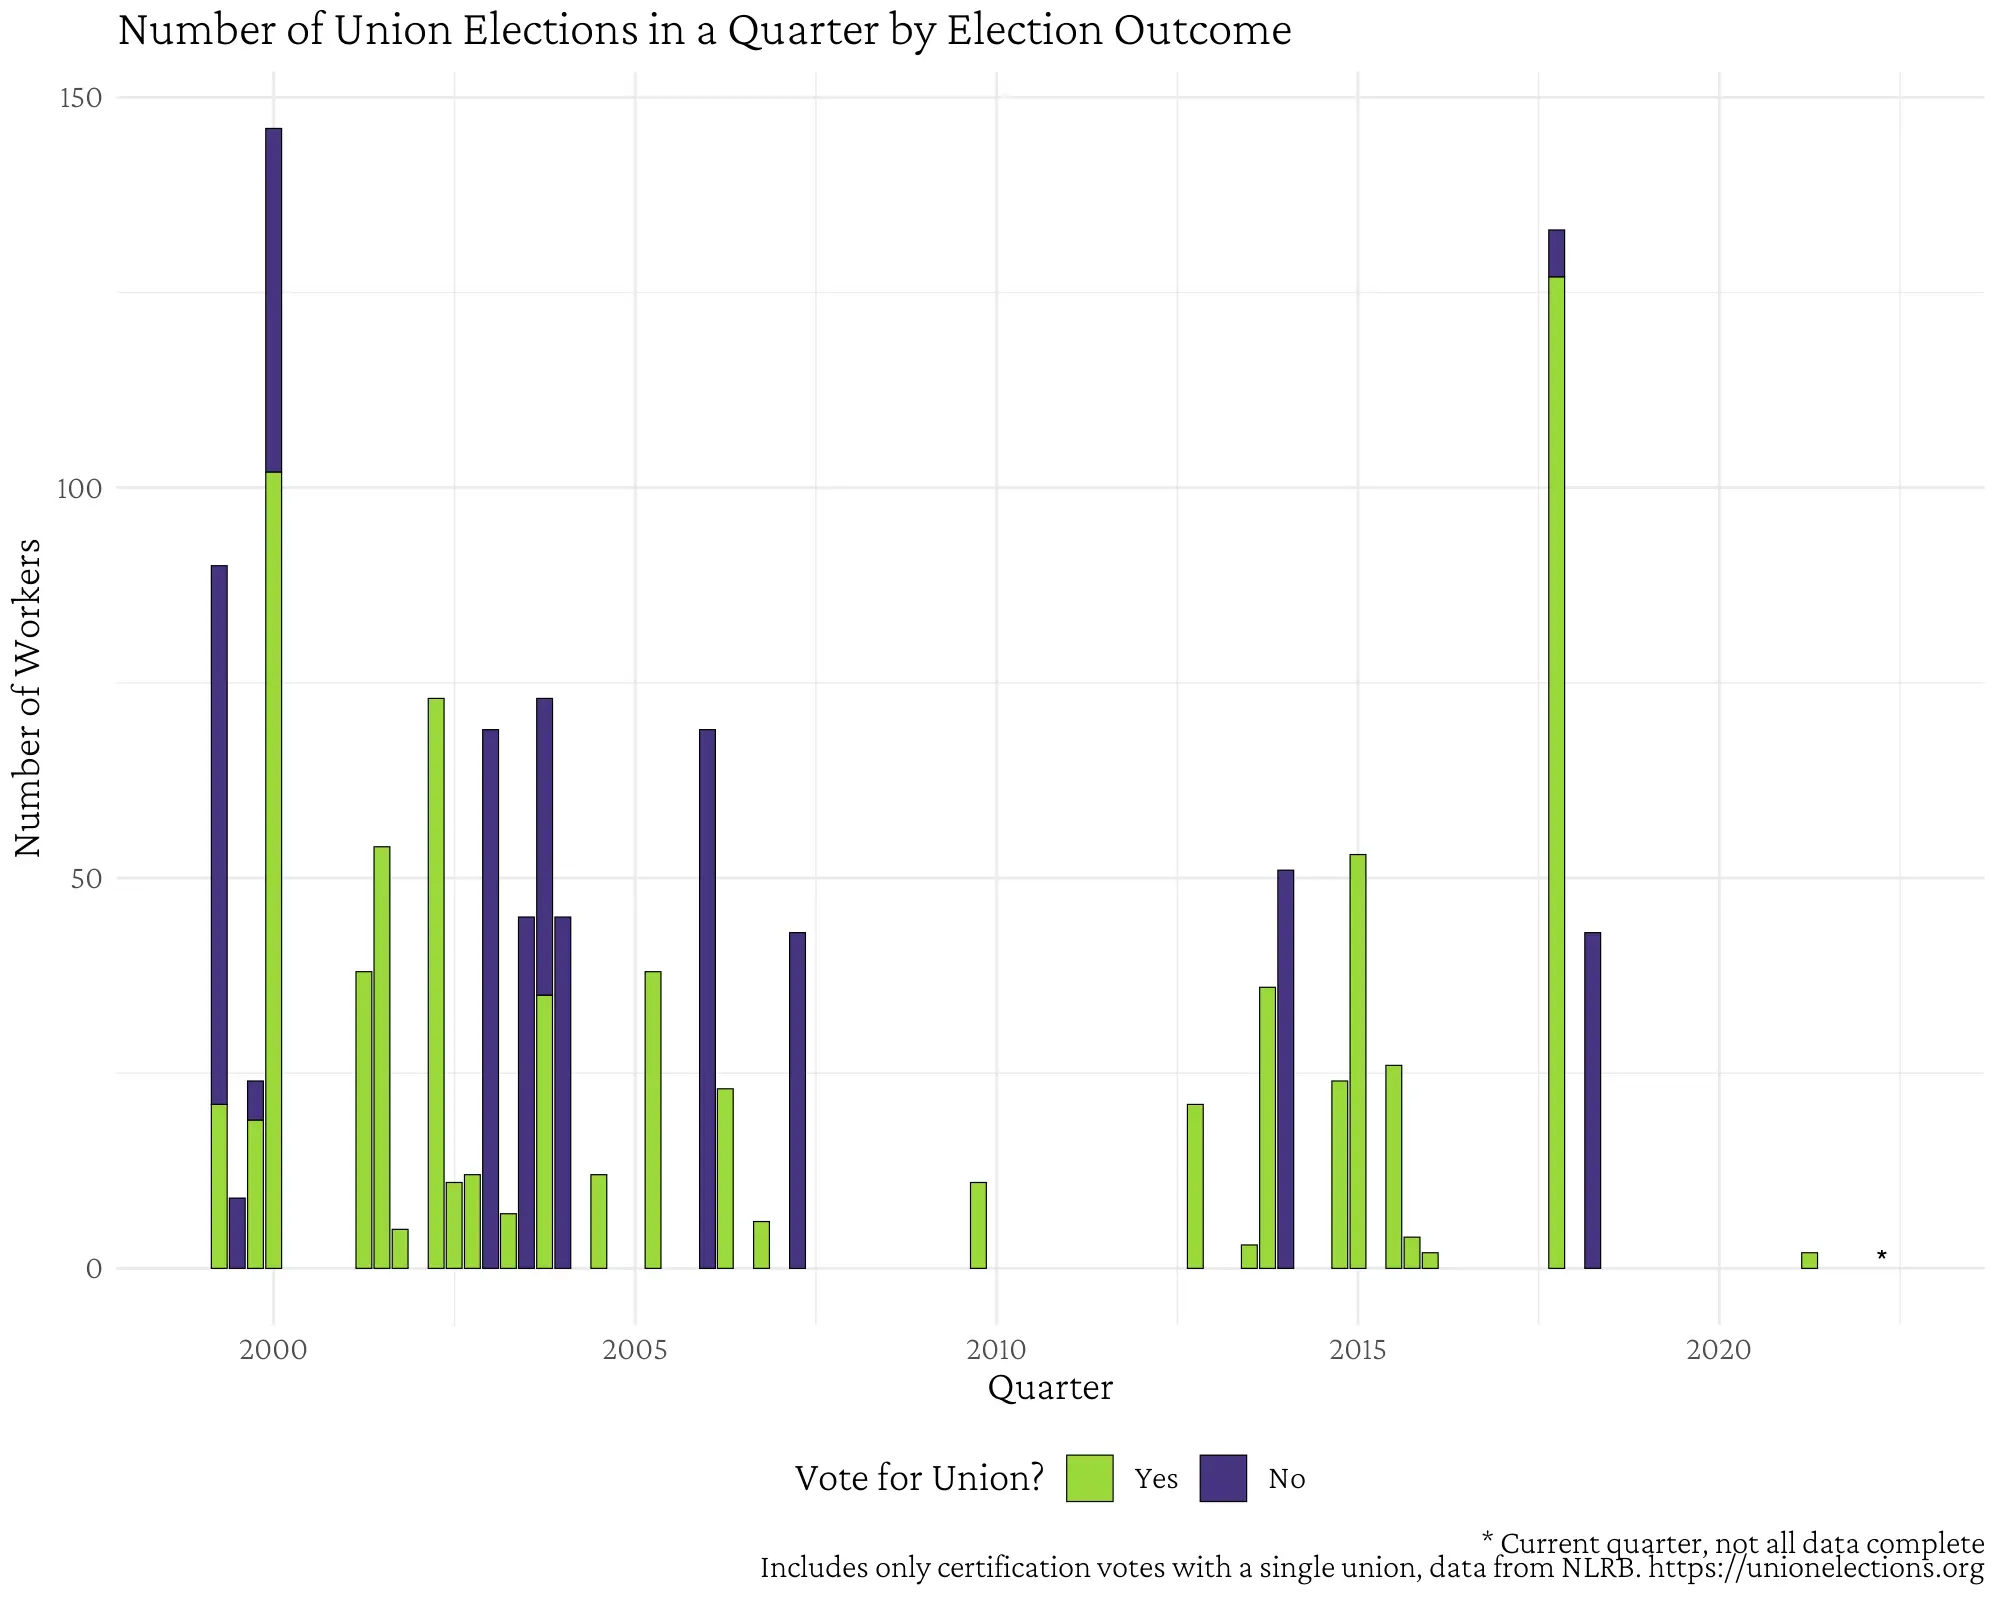 Number of Union Elections in a Quarter by Election Outcome
150
100
50
0
Number of Workers
*
2000 2005 2010 2015 2020
Quarter
Vote for Union? Yes No
* Current quarter, not all data complete
Includes only certification votes with a single union, data from NLRB. https://unionelections.org